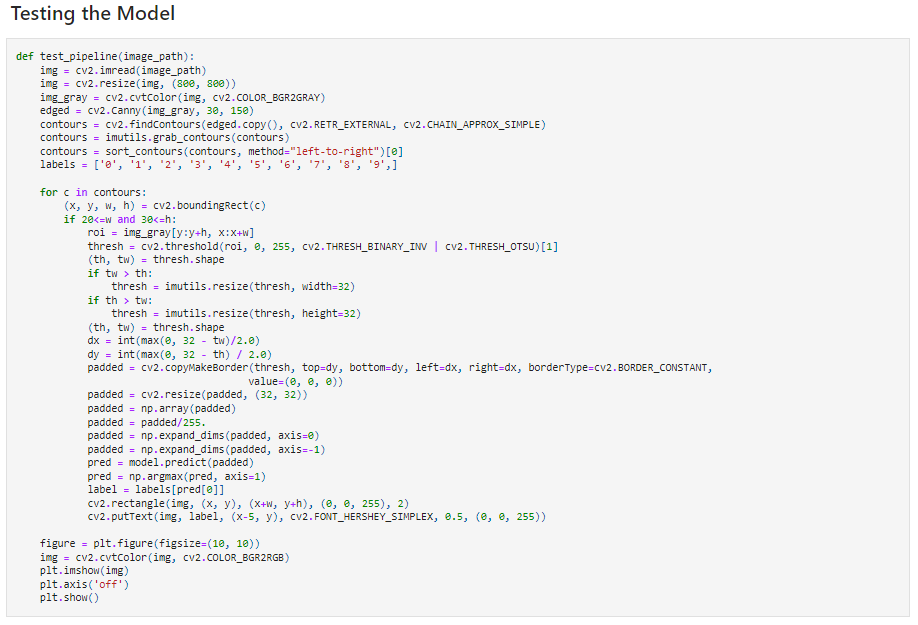 Testing the Model
def test_pipeline(image_path):
    img = cv2.imread(image_path)
    img = cv2.resize(img, (800, 800))
    img_gray = cv2.cvtColor(img, cv2.COLOR_BGR2GRAY)
    edged = cv2.Canny(img_gray, 30, 150)
    contours = cv2.findContours(edged.copy(), cv2.RETR_EXTERNAL, cv2.CHAIN_APPROX_SIMPLE)
    contours = imutils.grab_contours(contours)
    contours = sort_contours(contours, method="left-to-right")[0]
    labels = ['0', '1', '2', '3', '4', '5', '6', '7', '8', '9',]

    for c in contours:
        (x, y, w, h) = cv2.boundingRect(c)
        if 20<=w and 30<=h:
            roi = img_gray[y:y+h, x:x+w]
            thresh = cv2.threshold(roi, 0, 255, cv2.THRESH_BINARY_INV | cv2.THRESH_OTSU)[1]
            (th, tw) = thresh.shape
            if tw > th:
                thresh = imutils.resize(thresh, width=32)
            if th > tw:
                thresh = imutils.resize(thresh, height=32)
            (th, tw) = thresh.shape
            dx = int(max(0, 32 - tw)/2.0)
            dy = int(max(0, 32 - th) / 2.0)
            padded = cv2.copyMakeBorder(thresh, top=dy, bottom=dy, left=dx, right=dx, borderType=cv2.BORDER_CONSTANT,
                                        value=(0, 0, 0))
            padded = cv2.resize(padded, (32, 32))
            padded = np.array(padded)
            padded = padded/255.
            padded = np.expand_dims(padded, axis=0)
            padded = np.expand_dims(padded, axis=-1)
            pred = model.predict(padded)
            pred = np.argmax(pred, axis=1)
            label = labels[pred[0]]
            cv2.rectangle(img, (x, y), (x+w, y+h), (0, 0, 255), 2)
            cv2.putText(img, label, (x-5, y), cv2.FONT_HERSHEY_SIMPLEX, 0.5, (0, 0, 255))

    figure = plt.figure(figsize=(10, 10))
    img = cv2.cvtColor(img, cv2.COLOR_BGR2RGB)
    plt.imshow(img)
    plt.axis('off')
    plt.show()